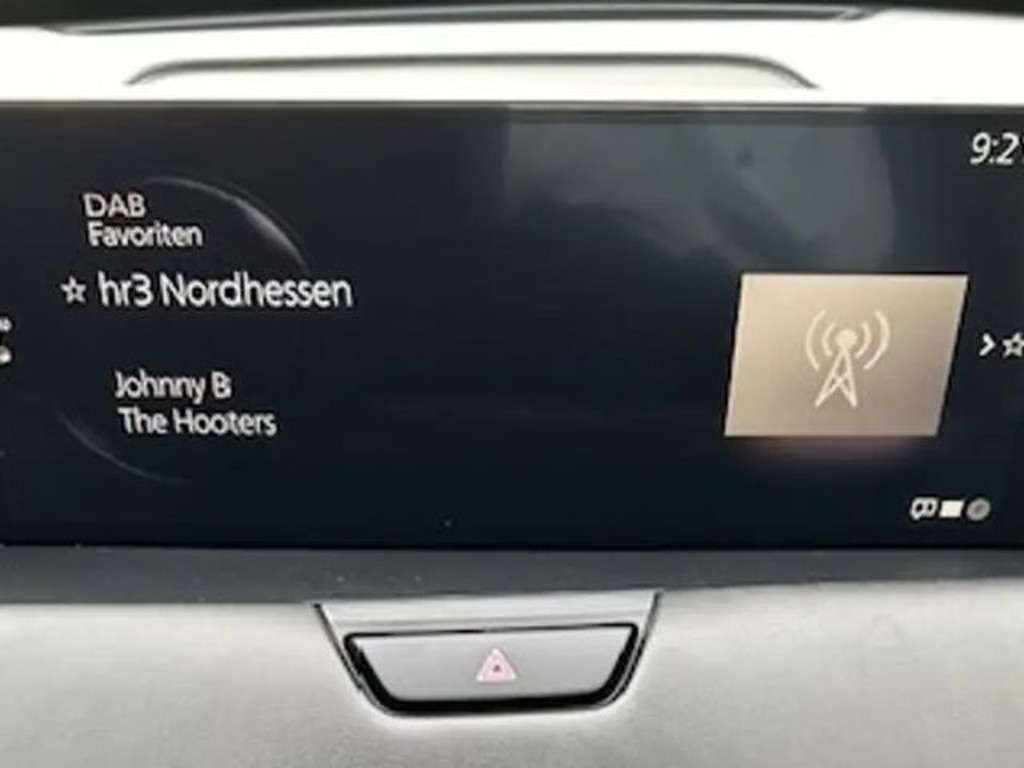 DAB
Favoriten
hr3 Nordhessen
Johnny B
The Hooters